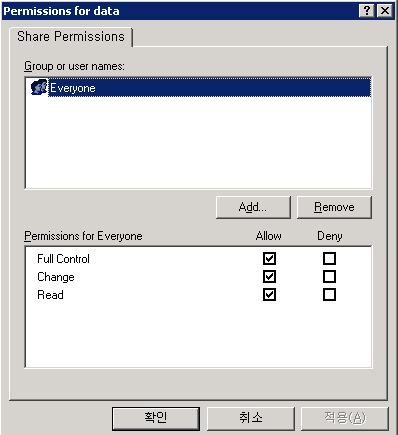 Permissions for data
Share Permissions
Group or user names:
Everyone
Add... Remove
Permissions for Everyone Allow Deny
Full Control
Change
Read
확인 취소 적용(A)